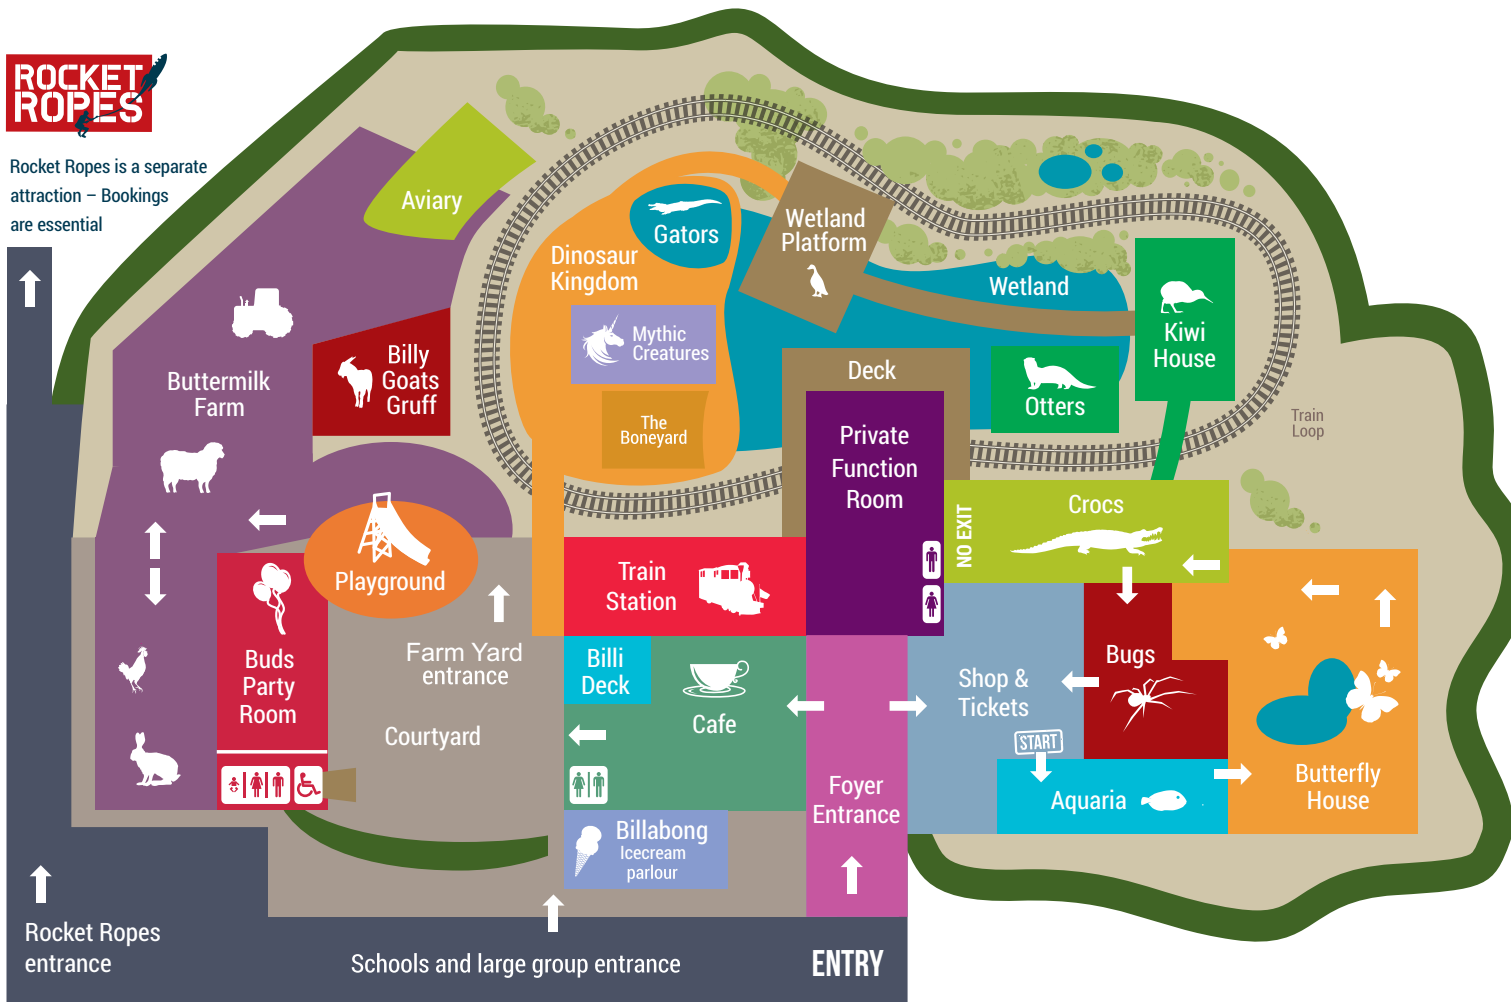 ROCKET
ROPES
Rocket Ropes is a separate
attraction – Bookings
are essential
Aviary
Gators
Wetland
Platform
Dinosaur
Kingdom
Wetland
Mythic
Creatures
Kiwi
House
Billy
Goats
Gruff
Buttermilk
Farm
Deck
Otters
The
Boneyard
Train
Loop
Private
Function
Room
NO EXIT
Crocs
Playground
Train
Station
Farm Yard
entrance
Billi
Deck
Buds
Party
Room
Bugs
Shop &
Tickets
Cafe
Courtyard
START
Foyer
Entrance
Aquaria
Butterfly
House
Billabong
Icecream
parlour
Rocket Ropes
entrance
Schools and large group entrance
ENTRY